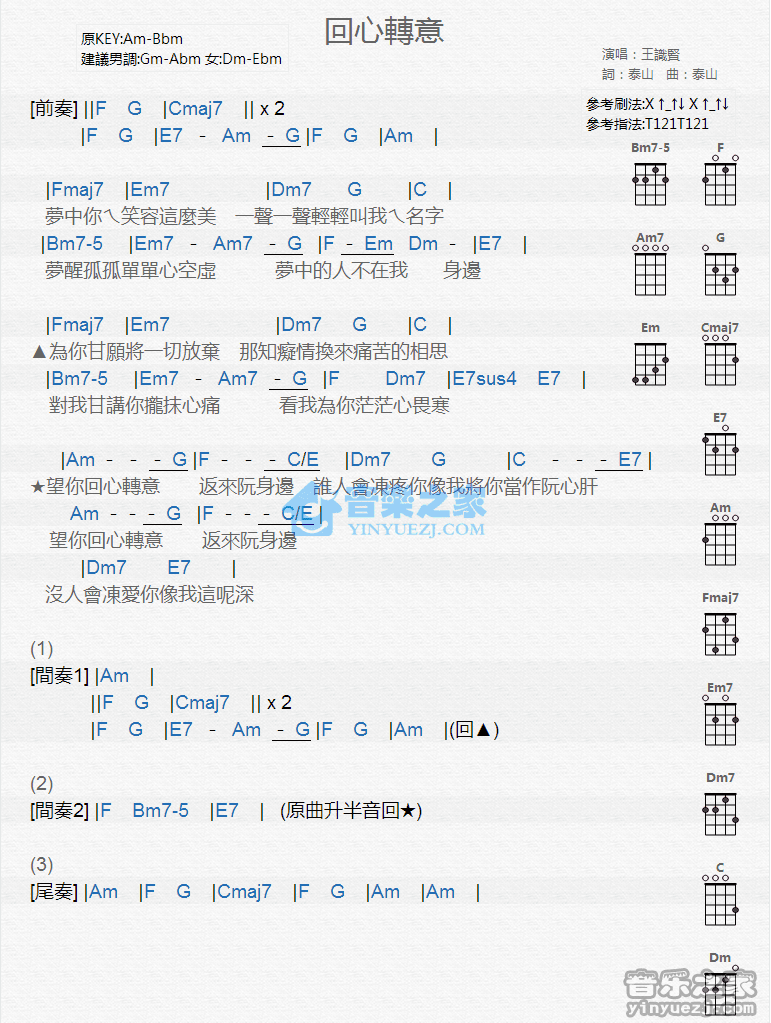 回心轉意
原KEY:Am-Bbm
建議男調:Gm-Abm 女:Dm-Ebm
演唱：王識賢
詞：泰山　曲：泰山
參考刷法:X↑_↑↓ X↑_↑↓
參考指法:T121T121
[前奏] ||F G |Cmaj7 || x 2
|F G |E7 - Am - G |F G |Am |
|Fmaj7 |Em7 |Dm7 G |C |
夢中你ㄟ笑容這麼美　一聲一聲輕輕叫我ㄟ名字
|Bm7-5 |Em7 - Am7 - G |F - Em Dm - |E7 |
夢醒孤孤單單心空虛　夢中的人不在我　身邊
|Fmaj7 |Em7 |Dm7 G |C |
▲為你甘願將一切放棄　那知癡情換來痛苦的相思
|Bm7-5 |Em7 - Am7 - G |F Dm7 |E7sus4 E7 |
對我甘講你攏抹心痛　看我為你茫茫心畏寒
|Am - - - G |F - - - C/E |Dm7 G |C - - - E7 |
★望你回心轉意　返來阮身邊　誰人會凍疼你像我將你當作阮心肝
Am - - - G |F - - - C/E |
望你回心轉意　返來阮身邊
|Dm7 E7 |
沒人會凍愛你像我這呢深
(1)
[間奏1] |Am |
||F G |Cmaj7 || x 2
|F G |E7 - Am - G |F G |Am |(回▲)
(2)
[間奏2] |F Bm7-5 |E7 | (原曲升半音回★)
(3)
[尾奏] |Am |F G |Cmaj7 |F G |Am |Am |
Bm7-5 F
Am7 G
Em Cmaj7
E7
Am
Fmaj7
Em7
Dm7
C
Dm
音樂之家
YINYUEZJ.COM
音乐之家
yinyuezj.com